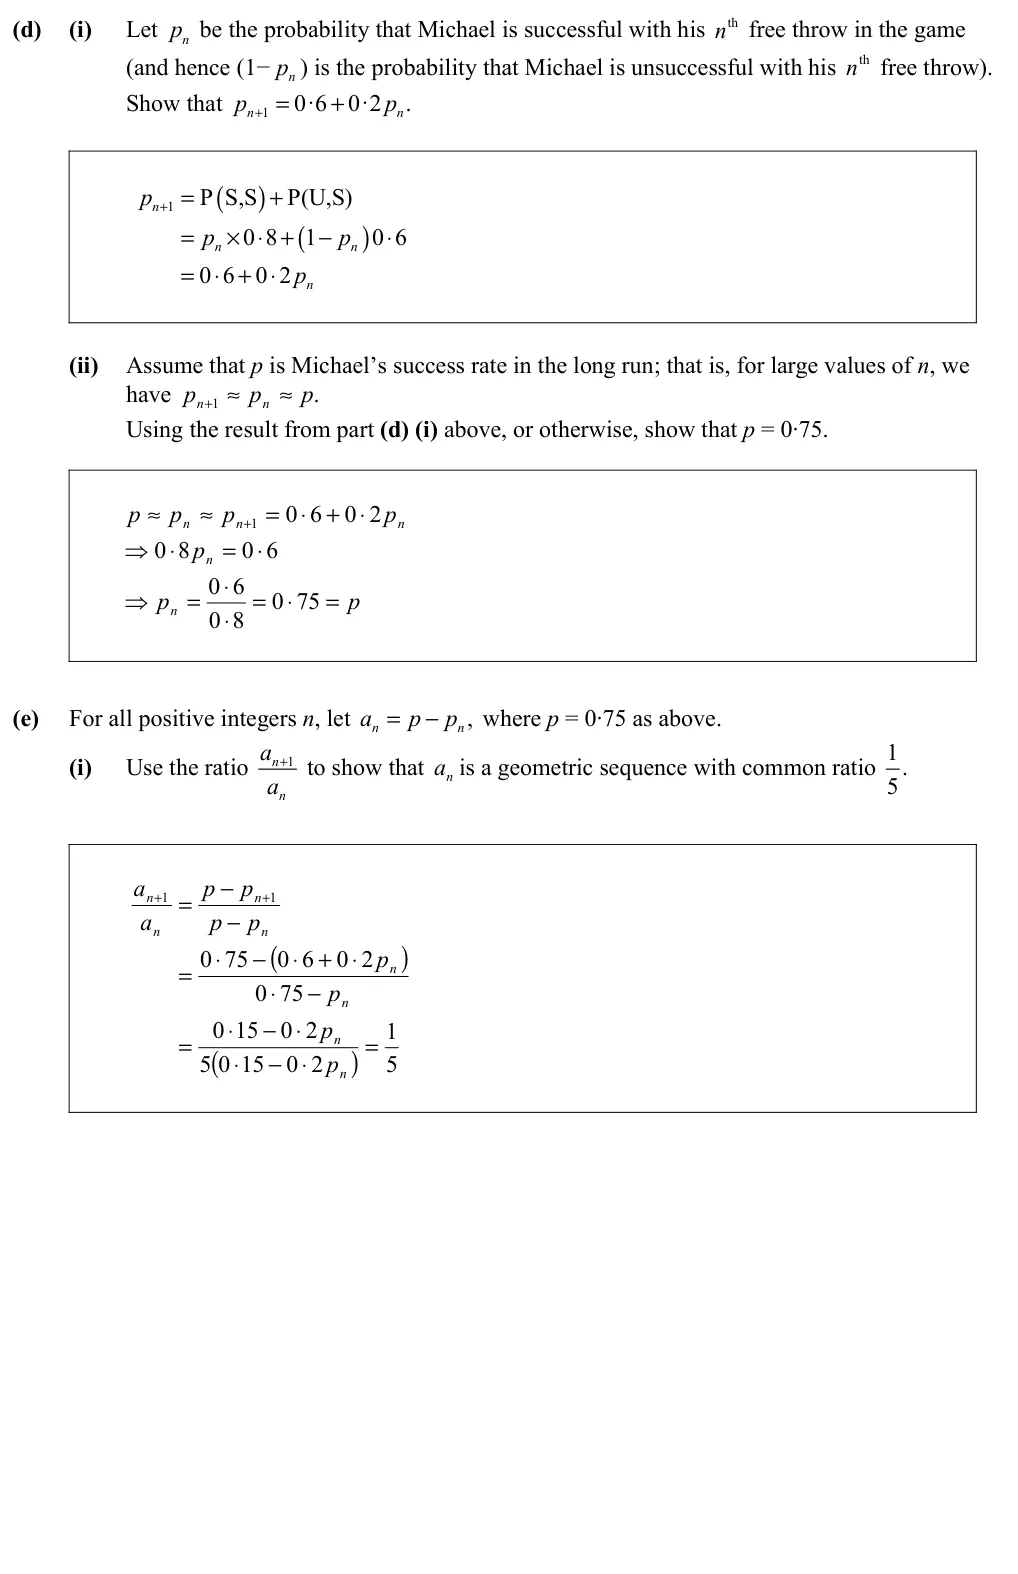 (d) (i) Let pₙ be the probability that Michael is successful with his nᵗʰ free throw in the game
(and hence (1− pₙ ) is the probability that Michael is unsuccessful with his nᵗʰ free throw).
Show that pₙ₊₁ = 0·6 + 0·2pₙ.
pₙ₊₁ = P(S,S) + P(U,S)
= pₙ × 0·8 + (1 − pₙ)0·6
= 0·6 + 0·2pₙ
(ii) Assume that p is Michael’s success rate in the long run; that is, for large values of n, we
have pₙ₊₁ ≈ pₙ ≈ p.
Using the result from part (d) (i) above, or otherwise, show that p = 0·75.
p ≈ pₙ ≈ pₙ₊₁ = 0·6 + 0·2pₙ
⇒ 0·8pₙ = 0·6
⇒ pₙ = 0·6/0·8 = 0·75 = p
(e) For all positive integers n, let aₙ = p − pₙ, where p = 0·75 as above.
(i) Use the ratio aₙ₊₁/aₙ to show that aₙ is a geometric sequence with common ratio 1/5.
aₙ₊₁/aₙ = (p − pₙ₊₁)/(p − pₙ)
= (0·75 − (0·6 + 0·2pₙ))/(0·75 − pₙ)
= (0·15 − 0·2pₙ)/(5(0·15 − 0·2pₙ)) = 1/5